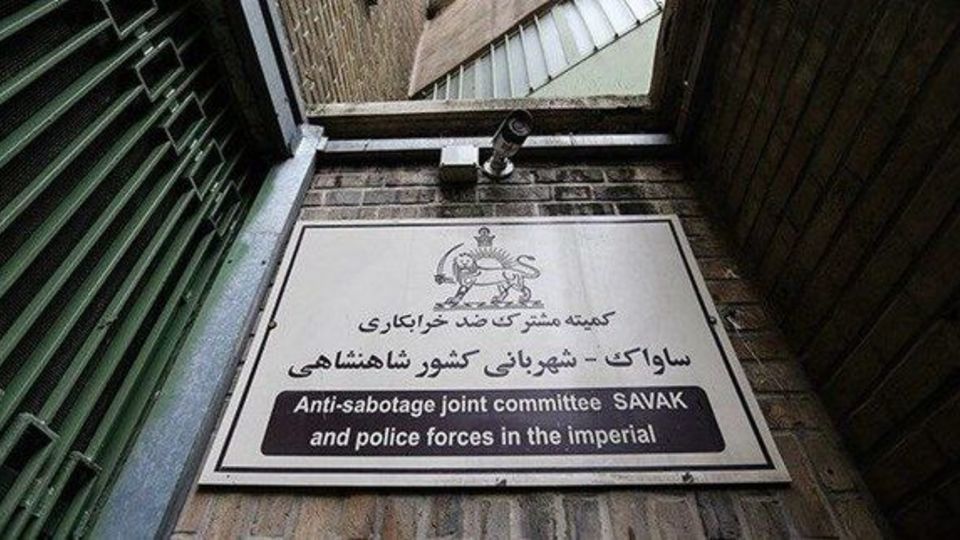 کمیته مشترک ضد خرابکاری
ساواک - شهربانی کشور شاهنشاهی
Anti-sabotage joint committee SAVAK
and police forces in the imperial